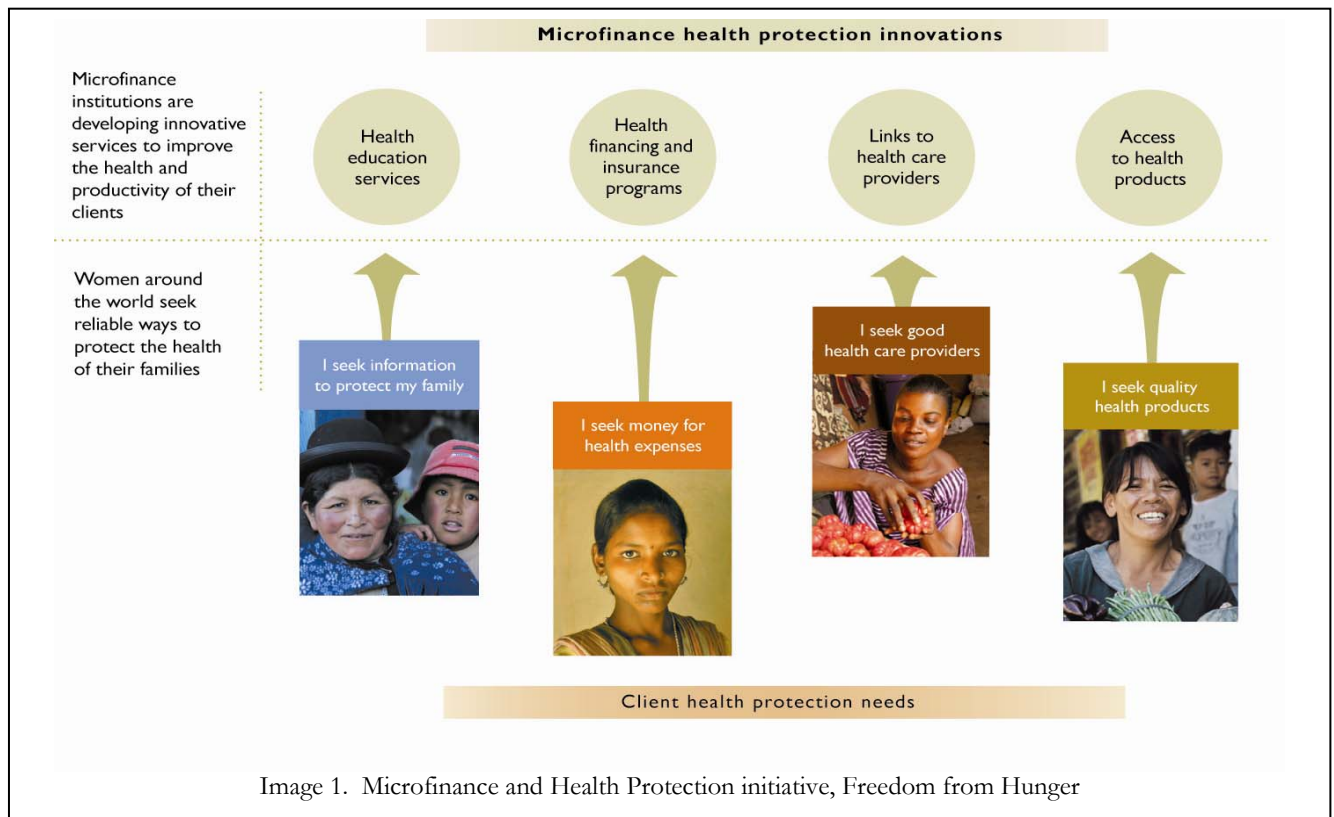 Microfinance health protection innovations
Microfinance
institutions are
developing innovative
services to improve
the health and
productivity of their
clients
Health
education
services
Health
financing and
insurance
programs
Links to
health care
providers
Access
to health
products
Women around
the world seek
reliable ways to
protect the health
of their families
I seek information
to protect my family
I seek money for
health expenses
I seek good
health care providers
I seek quality
health products
Client health protection needs
Image 1. Microfinance and Health Protection initiative, Freedom from Hunger